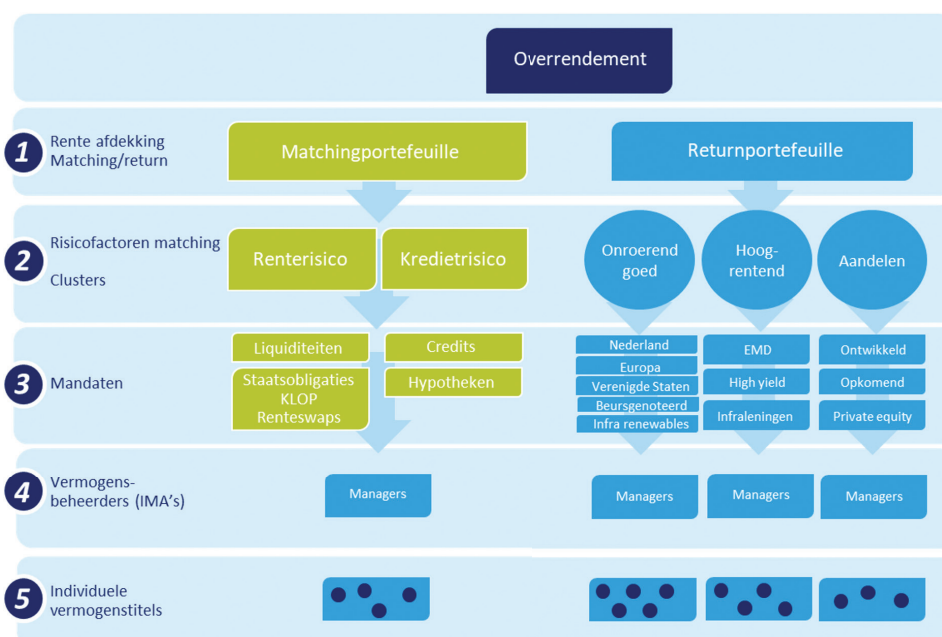 Overrendement
1
Rente afdekking
Matching/return
Matchingportefeuille
Returnportefeuille
2
Risicofactoren matching
Clusters
Renterisico
Kredietrisico
Onroerend
goed
Hoog-
rentend
Aandelen
3
Mandaten
Liquiditeiten
Staatsobligaties
KLOP
Renteswaps
Credits
Hypotheken
Nederland
Europa
Verenigde Staten
Beursgenoteerd
Infra renewables
EMD
High yield
Infraleningen
Ontwikkeld
Opkomend
Private equity
4
Vermogens-
beheerders (IMA's)
Managers
Managers
Managers
Managers
5
Individuele
vermogenstitels